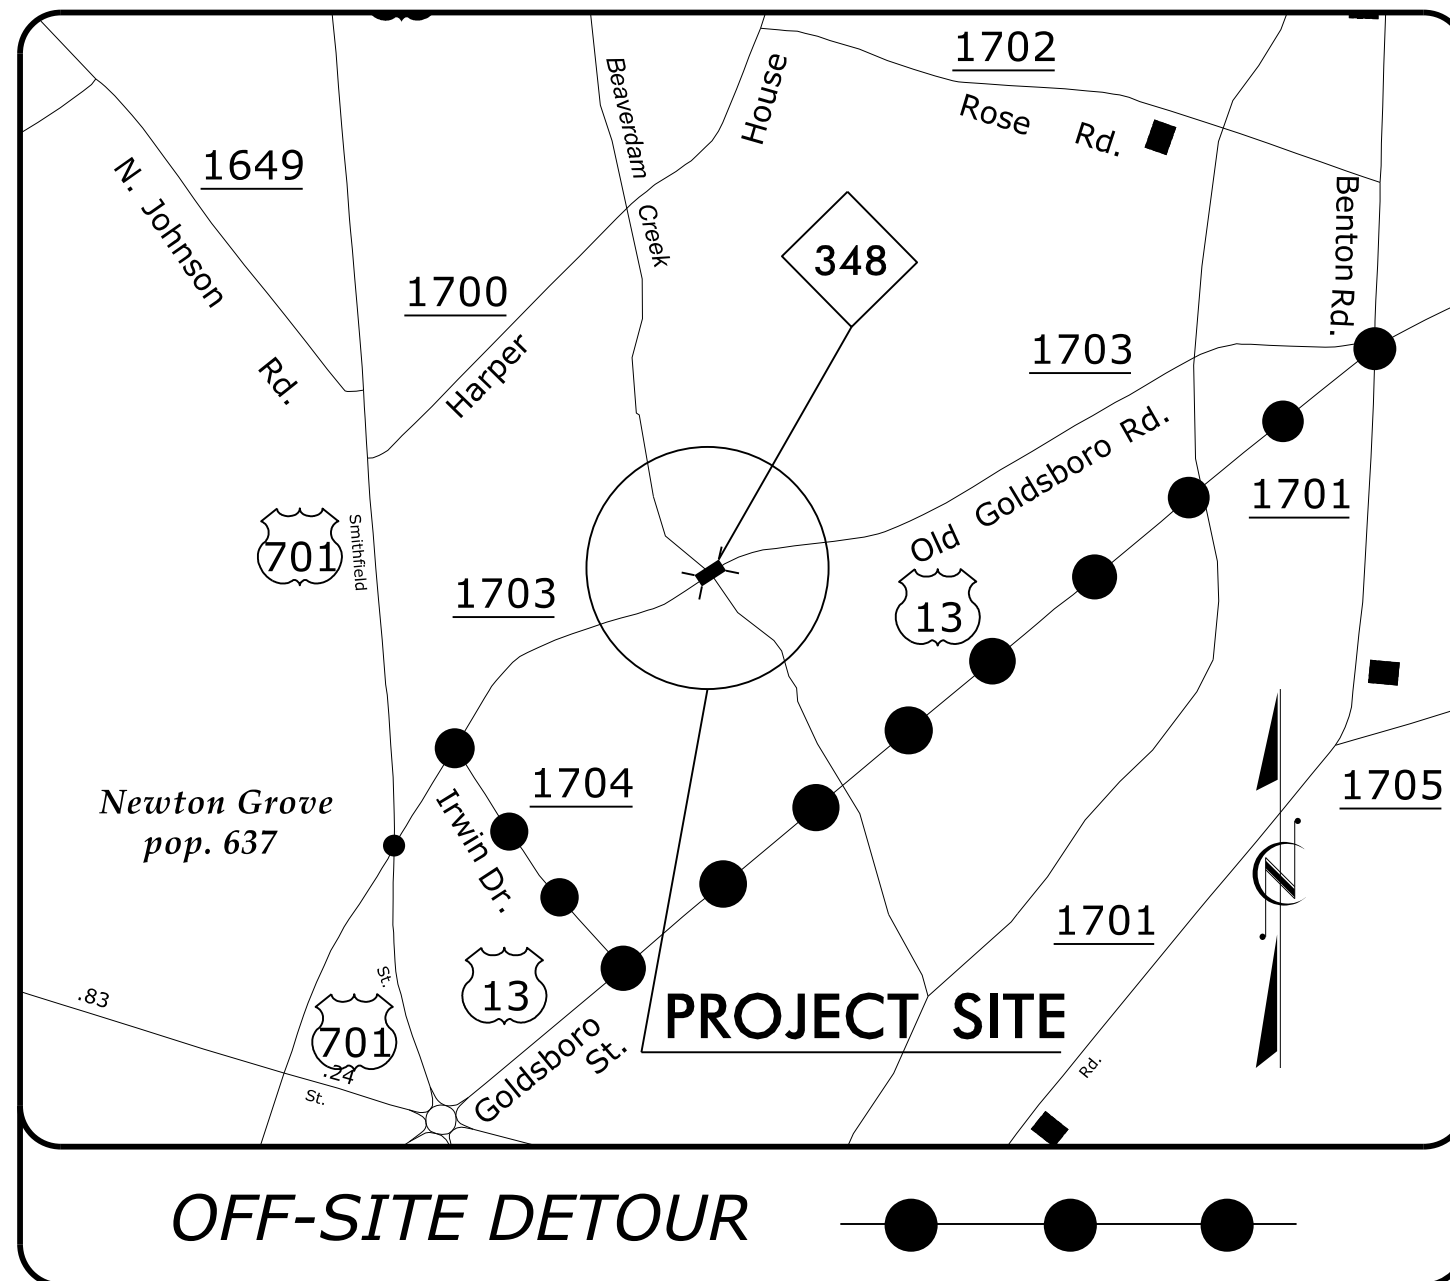 1702
Rose Rd.
House
Beaverdam Creek
1649
N. Johnson Rd.
1700
Harper
348
Benton Rd.
1703
Old Goldsboro Rd.
1701
701
Smithfield
13
1703
1704
Irwin Dr.
Newton Grove
pop. 637
1705
1701
N
13
St.
701
.83
.24
St.
Goldsboro
St.
PROJECT SITE
Rd.
OFF-SITE DETOUR